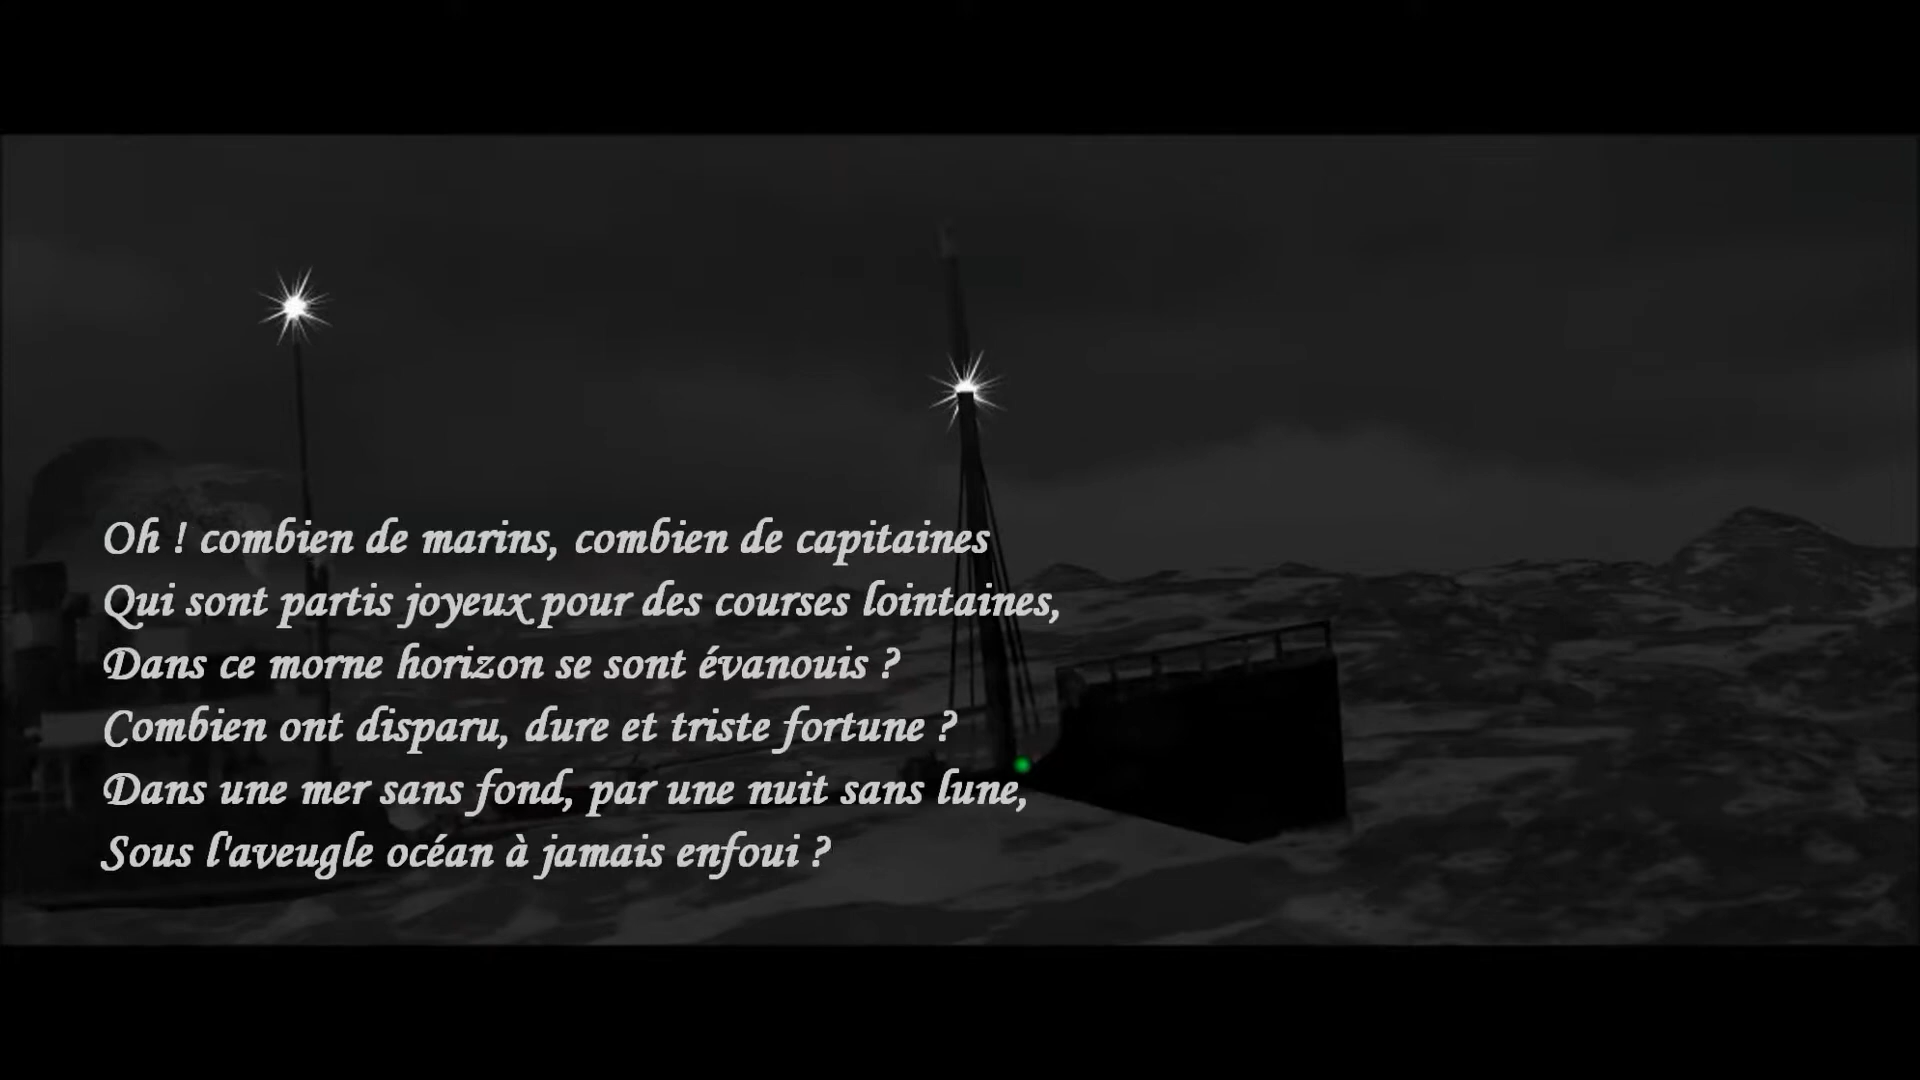 Oh ! combien de marins, combien de capitaines
Qui sont partis joyeux pour des courses lointaines,
Dans ce morne horizon se sont évanouis ?
Combien ont disparu, dure et triste fortune ?
Dans une mer sans fond, par une nuit sans lune,
Sous l'aveugle océan à jamais enfoui ?